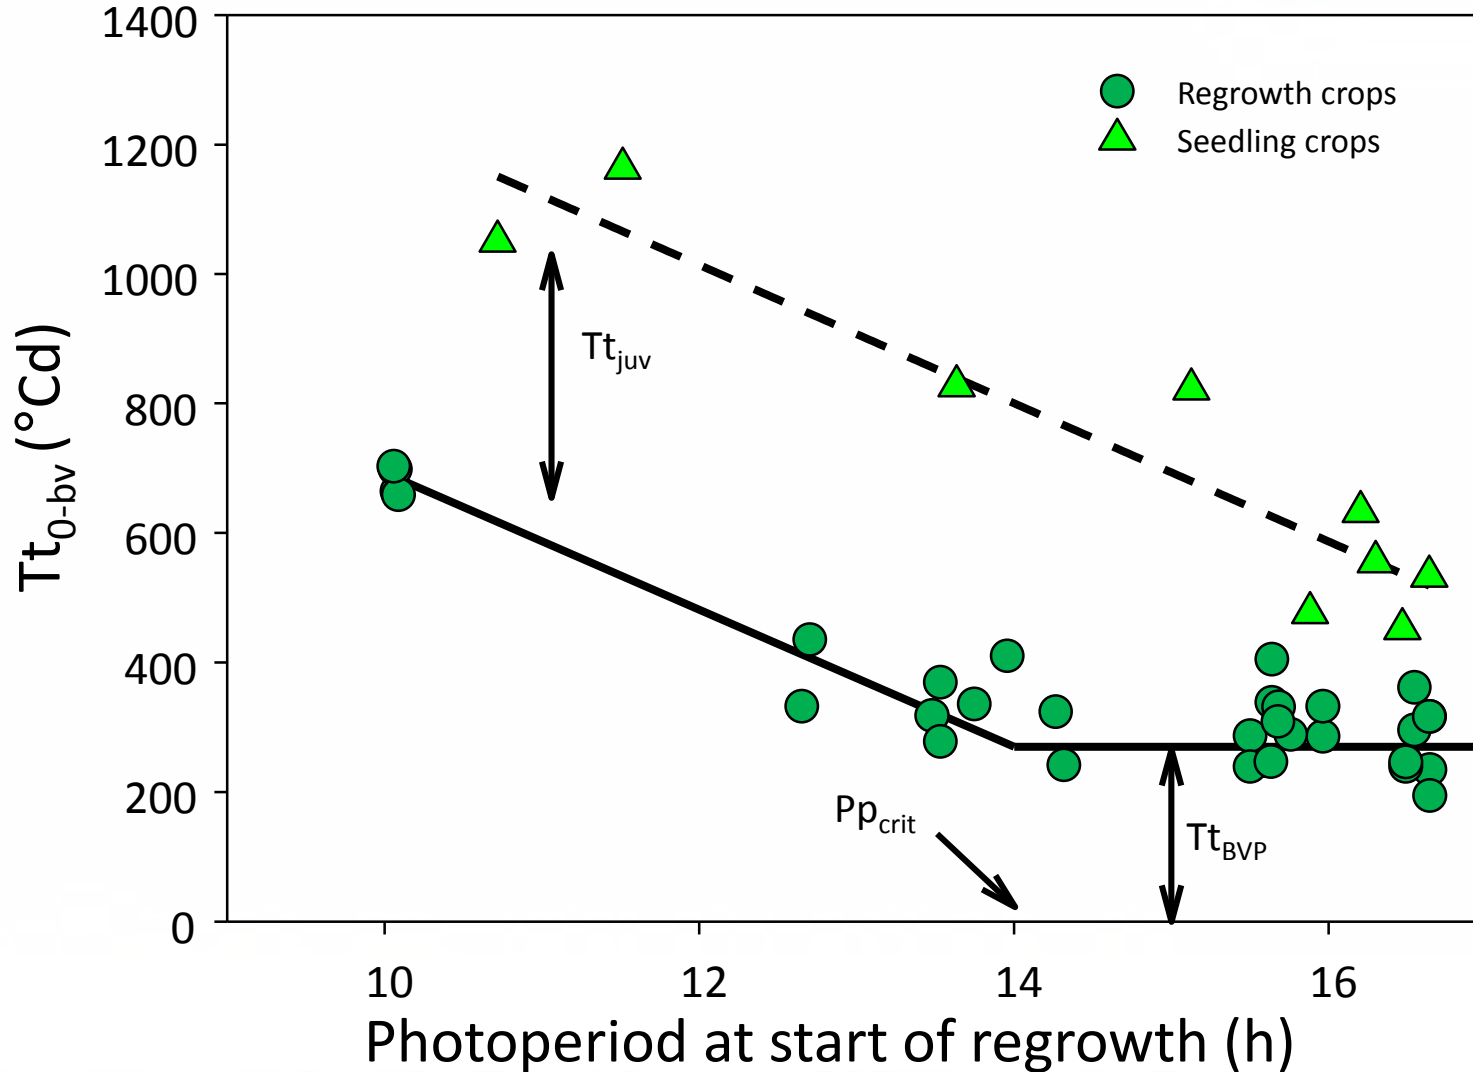 1400
1200
1000
800
600
400
200
0
Tt0-bv (°Cd)
Regrowth crops
Seedling crops
Ttjuv
Ppcrit
TtBVP
10 12 14 16
Photoperiod at start of regrowth (h)